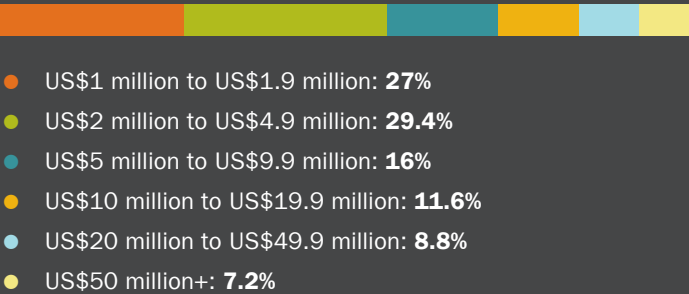 US$1 million to US$1.9 million: 27%
US$2 million to US$4.9 million: 29.4%
US$5 million to US$9.9 million: 16%
US$10 million to US$19.9 million: 11.6%
US$20 million to US$49.9 million: 8.8%
US$50 million+: 7.2%